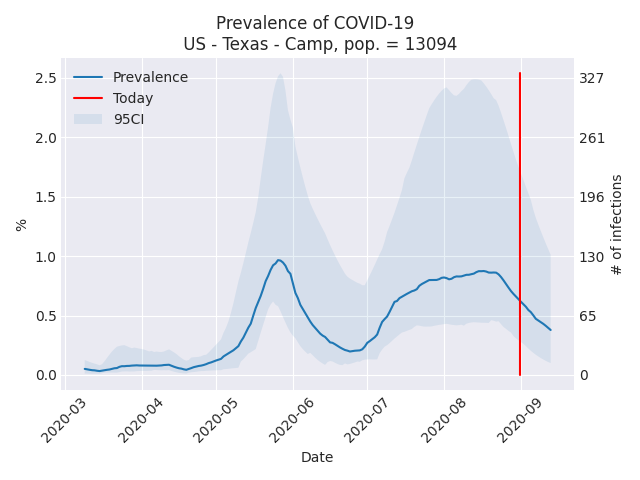 Prevalence of COVID-19
US - Texas - Camp, pop. = 13094
Prevalence
Today
95CI
%
2.5
2.0
1.5
1.0
0.5
0.0
327
261
196
130
65
0
# of infections
2020-03
2020-04
2020-05
2020-06
2020-07
2020-08
2020-09
Date